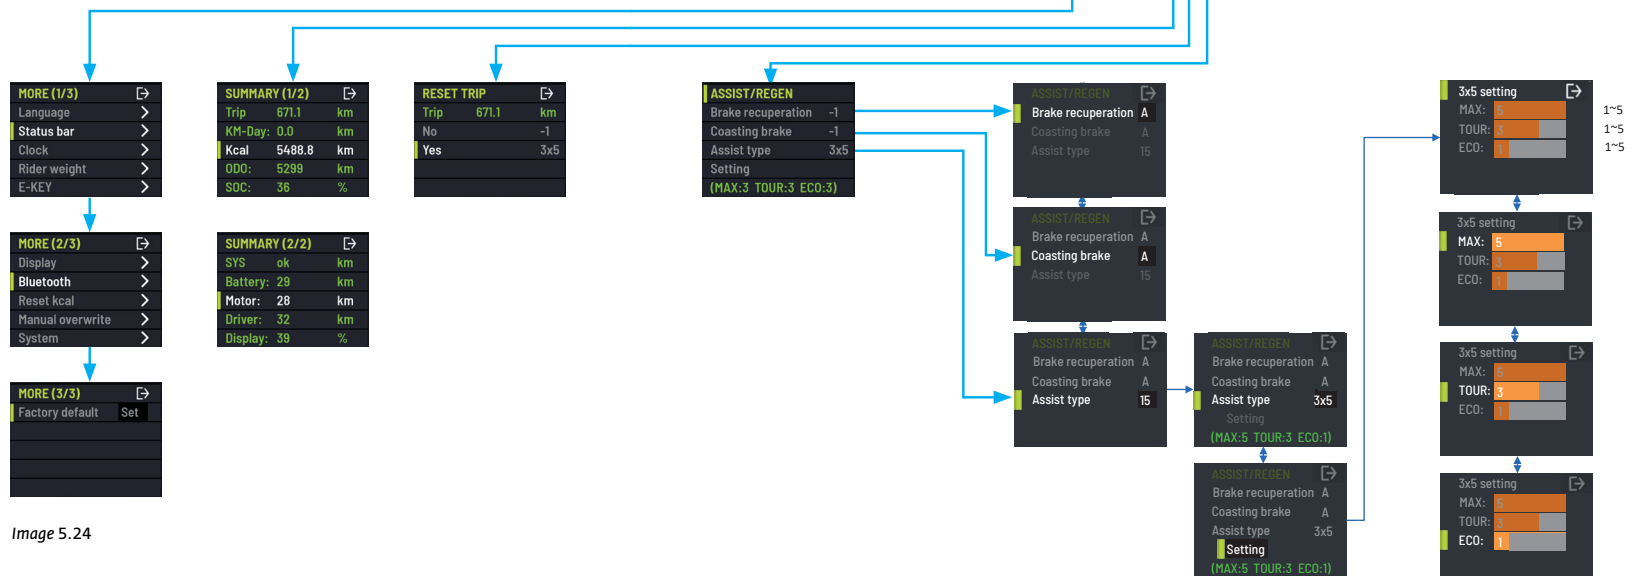 MORE (1/3)
Language
Status bar
Clock
Rider weight
E-KEY
MORE (2/3)
Display
Bluetooth
Reset kcal
Manual overwrite
System
MORE (3/3)
Factory default Set
Image 5.24
SUMMARY (1/2)
Trip 671.1 km
KM-Day: 0.0 km
Kcal 5488.8 km
ODO: 5299 km
SOC: 36 %
SUMMARY (2/2)
SYS ok km
Battery: 29 km
Motor: 28 km
Driver: 32 km
Display: 39 %
RESET TRIP
Trip 671.1 km
No -1
Yes 3x5
ASSIST/REGEN
Brake recuperation -1
Coasting brake -1
Assist type 3x5
Setting
(MAX:3 TOUR:3 ECO:3)
ASSIST/REGEN
Brake recuperation A
Coasting brake A
Assist type 15
ASSIST/REGEN
Brake recuperation A
Coasting brake A
Assist type 15
ASSIST/REGEN
Brake recuperation A
Coasting brake A
Assist type 15
ASSIST/REGEN
Brake recuperation A
Coasting brake A
Assist type 3x5
Setting
(MAX:5 TOUR:3 ECO:1)
ASSIST/REGEN
Brake recuperation A
Coasting brake A
Assist type 3x5
Setting
(MAX:5 TOUR:3 ECO:1)
3x5 setting
MAX: 5 1~5
TOUR: 3 1~5
ECO: 1 1~5
3x5 setting
MAX: 5
TOUR: 3
ECO: 1
3x5 setting
MAX: 5
TOUR: 3
ECO: 1
3x5 setting
MAX: 5
TOUR: 3
ECO: 1